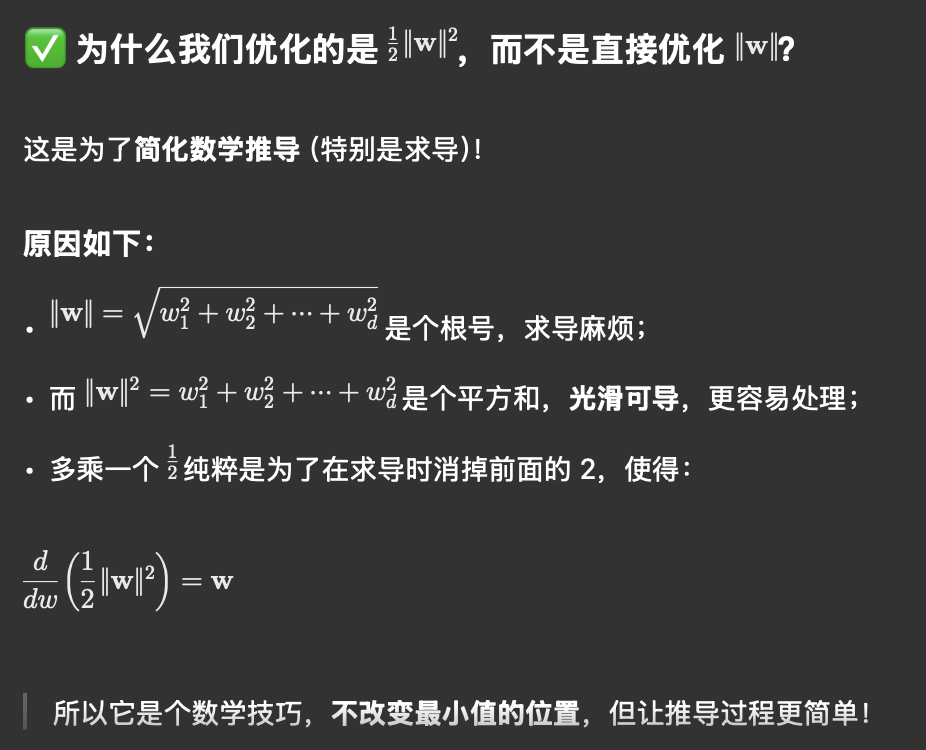 ✅ 为什么我们优化的是 $\frac{1}{2}\|\mathbf{w}\|^2$，而不是直接优化 $\|\mathbf{w}\|$?
这是为了简化数学推导 (特别是求导)！
原因如下：
• $\|\mathbf{w}\| = \sqrt{w_1^2 + w_2^2 + \cdots + w_d^2}$ 是个根号，求导麻烦；
• 而 $\|\mathbf{w}\|^2 = w_1^2 + w_2^2 + \cdots + w_d^2$ 是个平方和，光滑可导，更容易处理；
• 多乘一个 $\frac{1}{2}$ 纯粹是为了在求导时消掉前面的 2，使得：
$\frac{d}{dw}\left(\frac{1}{2}\|\mathbf{w}\|^2\right) = \mathbf{w}$
所以它是个数学技巧，不改变最小值的位置，但让推导过程更简单！